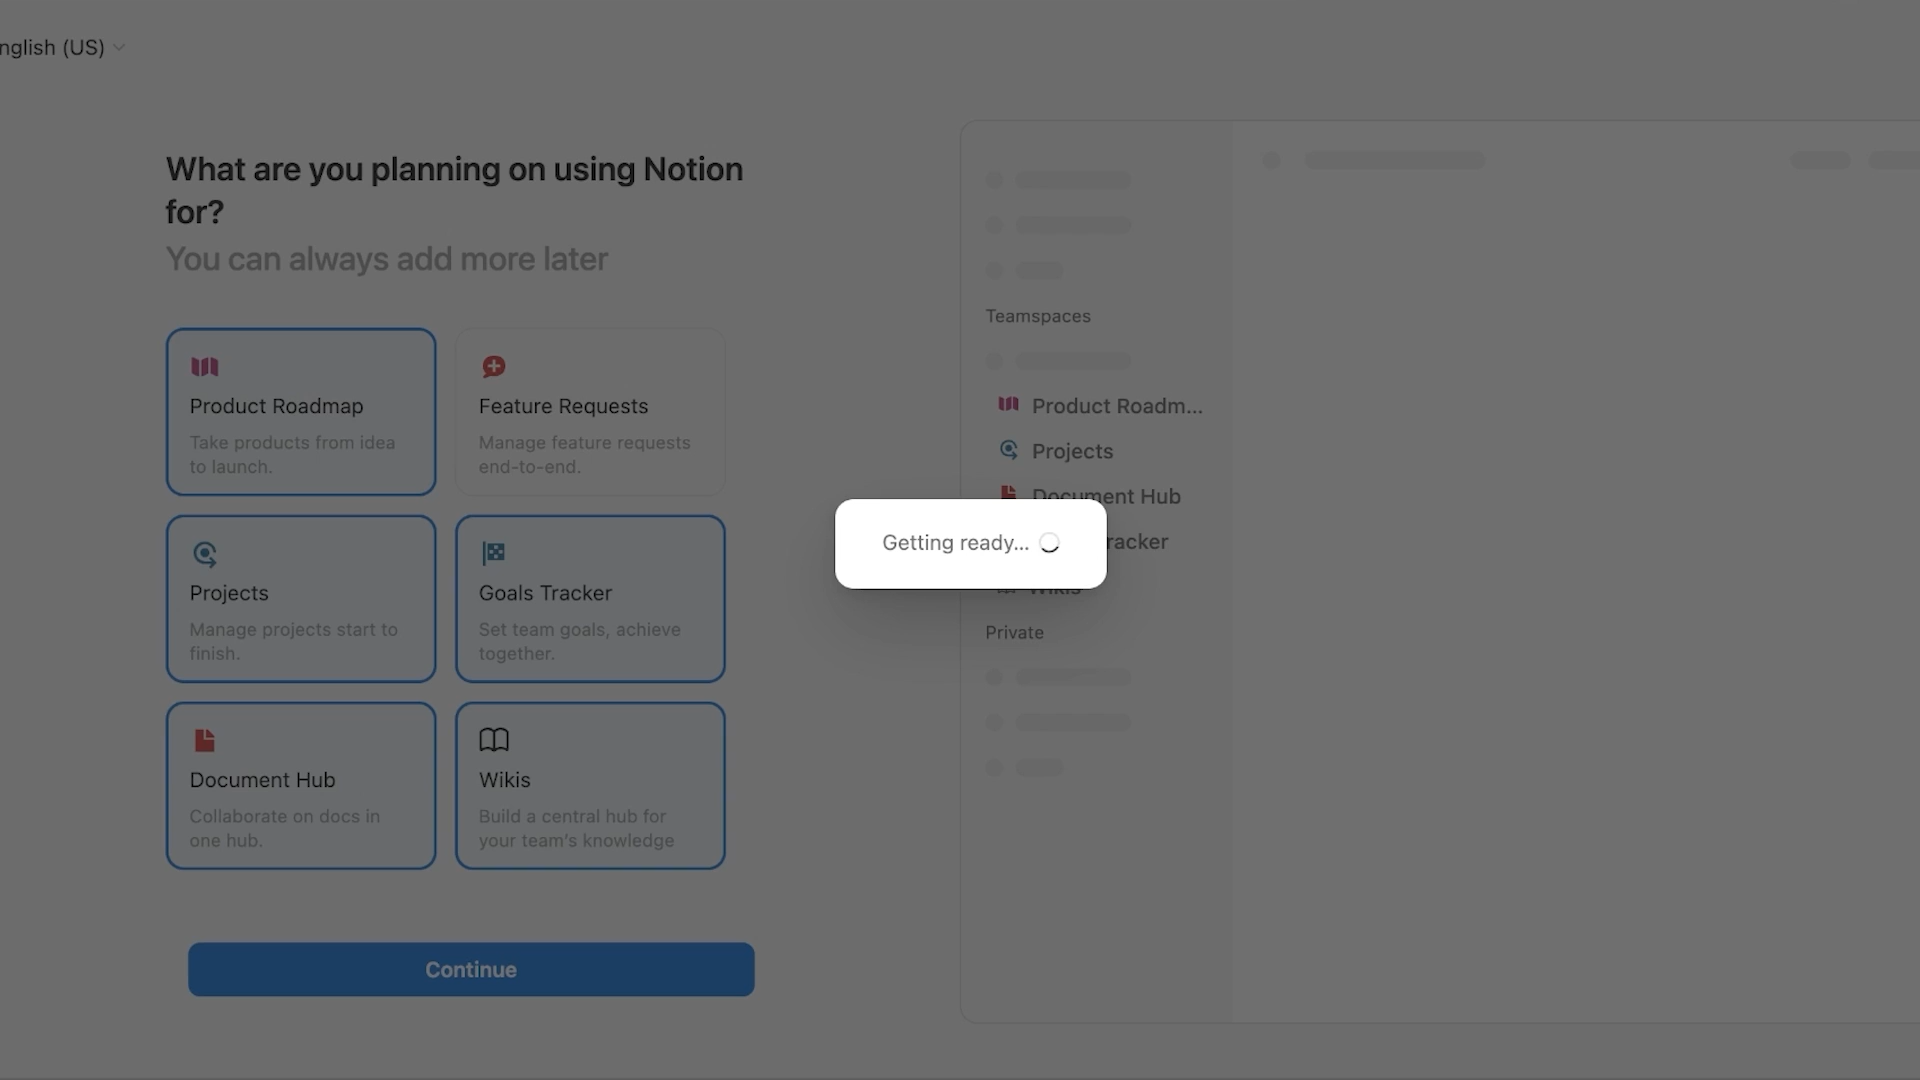 nglish (US)
What are you planning on using Notion
for?
You can always add more later
Product Roadmap
Take products from idea
to launch.
Feature Requests
Manage feature requests
end-to-end.
Projects
Manage projects start to
finish.
Goals Tracker
Set team goals, achieve
together.
Document Hub
Collaborate on docs in
one hub.
Wikis
Build a central hub for
your team's knowledge
Continue
Teamspaces
Product Roadm...
Projects
Document Hub
racker
Wikis
Private
Getting ready...